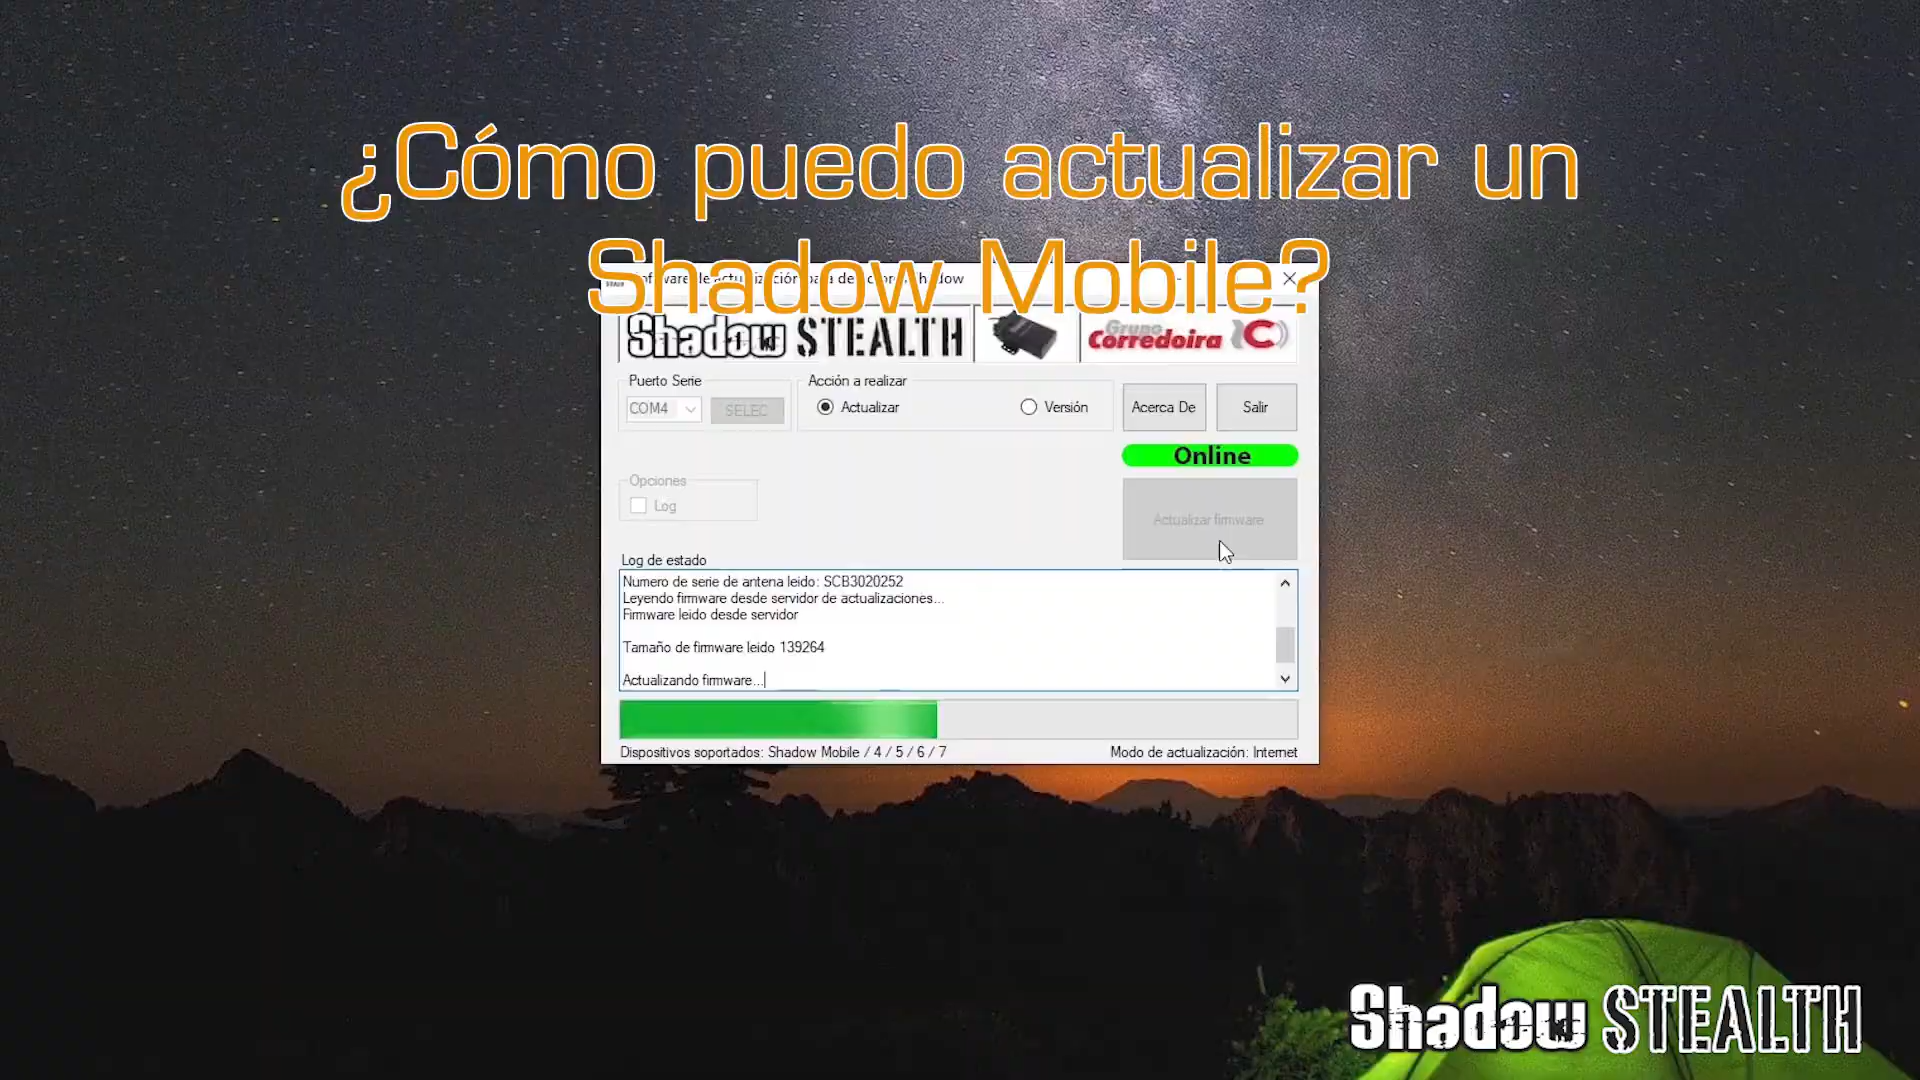 ¿Cómo puedo actualizar un
Shadow Mobile?
Shadow STEALTH
Grupo
Corredoira
Puerto Serie
COM4
SELEC
Acción a realizar
Actualizar
Versión
Acerca De
Salir
Online
Opciones
Log
Actualizar firmware
Log de estado
Numero de serie de antena leido: SCB3020252
Leyendo firmware desde servidor de actualizaciones...
Firmware leido desde servidor
Tamaño de firmware leido 139264
Actualizando firmware...
Dispositivos soportados: Shadow Mobile / 4 / 5 / 6 / 7
Modo de actualización: Internet
Shadow STEALTH